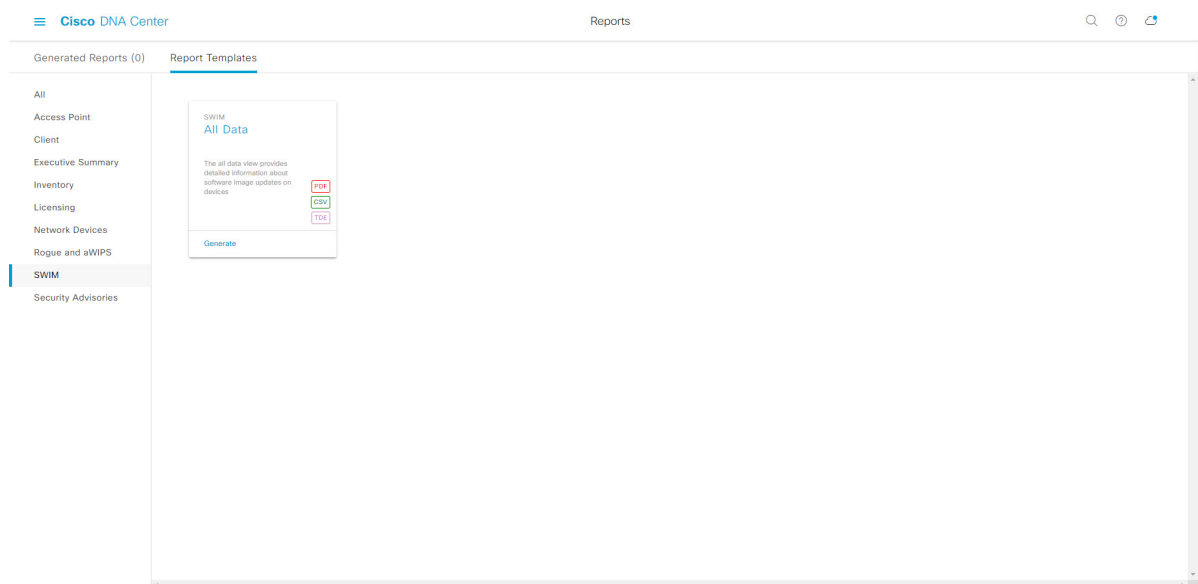 Cisco DNA Center
Reports
Generated Reports (0)
Report Templates
All
Access Point
Client
Executive Summary
Inventory
Licensing
Network Devices
Rogue and aWIPS
SWIM
Security Advisories
SWIM
All Data
The all data view provides
detailed information about
software image updates on
devices
PDF
CSV
TDE
Generate